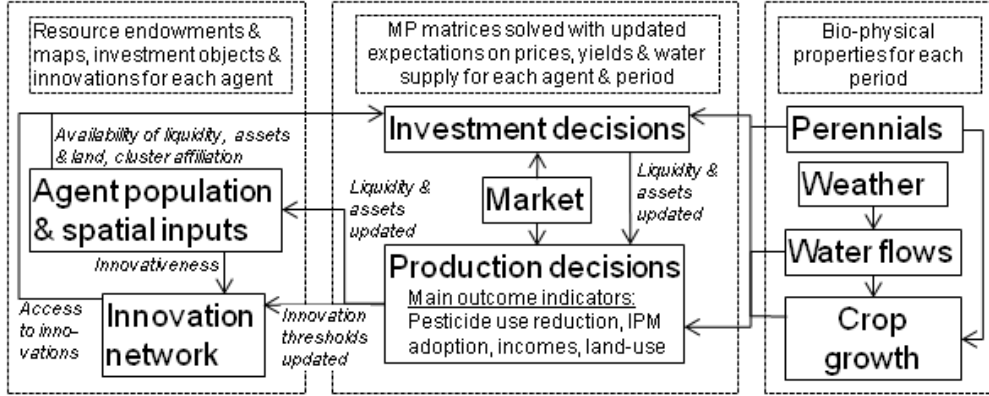 Resource endowments &
maps, investment objects &
innovations for each agent
MP matrices solved with updated
expectations on prices, yields & water
supply for each agent & period
Bio-physical
properties for each
period
Availability of liquidity, assets
& land, cluster affiliation
Agent population
& spatial inputs
Innovativeness
Access
to inno-
vations
Innovation
network
Liquidity &
assets
updated
Innovation
thresholds
updated
Investment decisions
Market
Liquidity &
assets
updated
Production decisions
Main outcome indicators:
Pesticide use reduction, IPM
adoption, incomes, land-use
Perennials
Weather
Water flows
Crop
growth